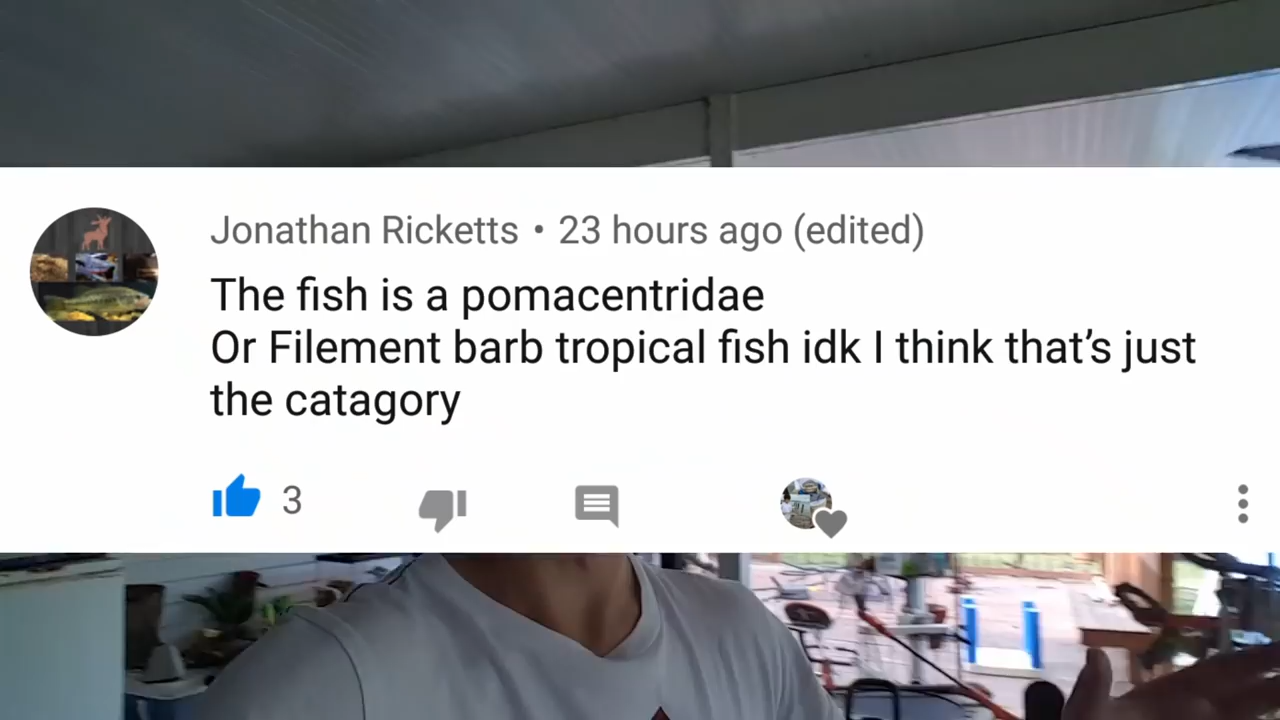 Jonathan Ricketts • 23 hours ago (edited)
The fish is a pomacentridae
Or Filement barb tropical fish idk I think that’s just
the catagory
3